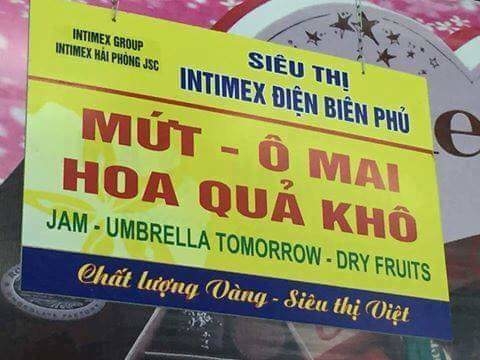 INTIMEX GROUP
INTIMEX HẢI PHÒNG JSC
SIÊU THỊ
INTIMEX ĐIỆN BIÊN PHỦ
MỨT - Ô MAI
HOA QUẢ KHÔ
JAM - UMBRELLA TOMORROW - DRY FRUITS
Chất lượng Vàng - Siêu thị Việt